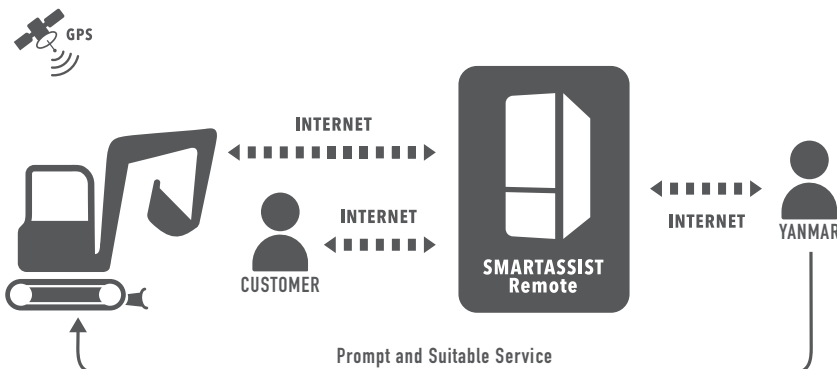 GPS
INTERNET
INTERNET
CUSTOMER
SMARTASSIST
Remote
INTERNET
YANMAR
Prompt and Suitable Service